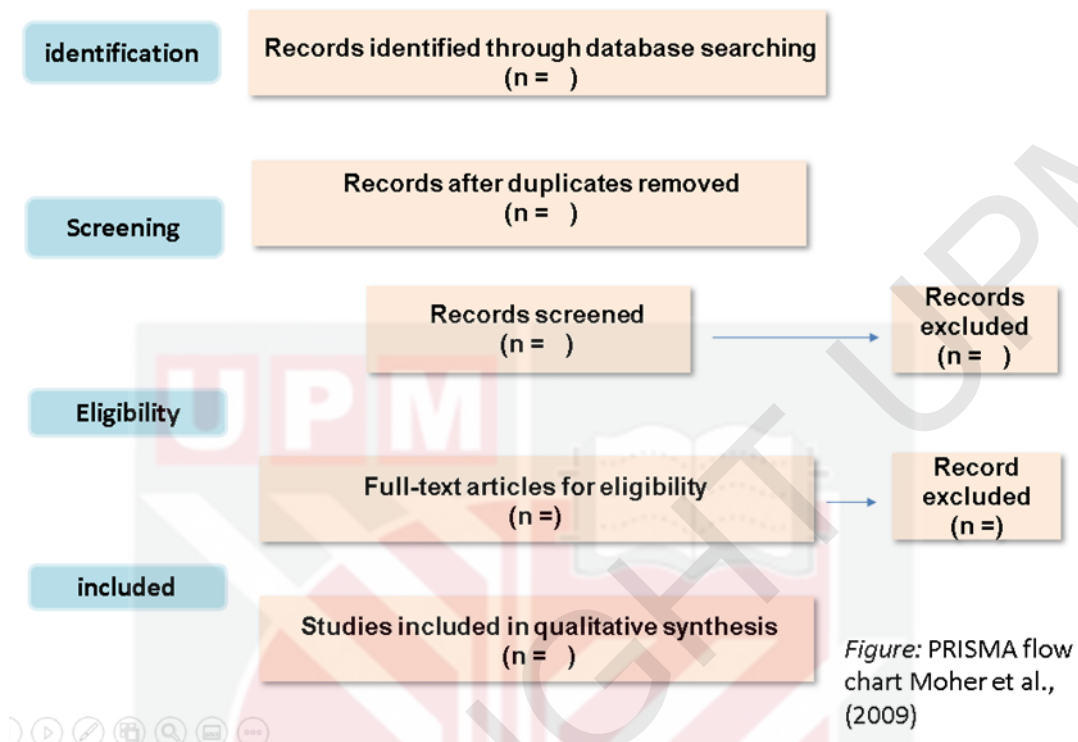 identification
Records identified through database searching
(n =   )
Records after duplicates removed
(n =   )
Screening
Records screened
(n =   )
Records
excluded
(n =   )
Eligibility
Full-text articles for eligibility
(n =)
Record
excluded
(n =)
included
Studies included in qualitative synthesis
(n =   )
Figure: PRISMA flow
chart Moher et al.,
(2009)
UPM
GHT UPM